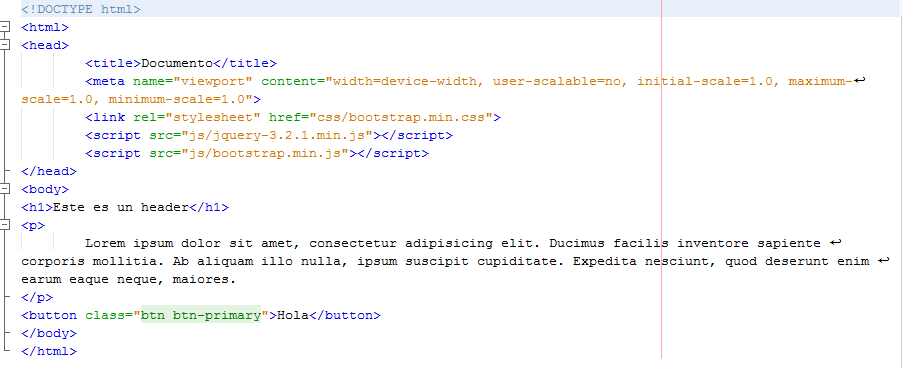 <!DOCTYPE html>
<html>
<head>
<title>Documento</title>
<meta name="viewport" content="width=device-width, user-scalable=no, initial-scale=1.0, maximum-
scale=1.0, minimum-scale=1.0">
<link rel="stylesheet" href="css/bootstrap.min.css">
<script src="js/jquery-3.2.1.min.js"></script>
<script src="js/bootstrap.min.js"></script>
</head>
<body>
<h1>Este es un header</h1>
<p>
Lorem ipsum dolor sit amet, consectetur adipisicing elit. Ducimus facilis inventore sapiente
corporis mollitia. Ab aliquam illo nulla, ipsum suscipit cupiditate. Expedita nesciunt, quod deserunt enim
earum eaque neque, maiores.
</p>
<button class="btn btn-primary">Hola</button>
</body>
</html>